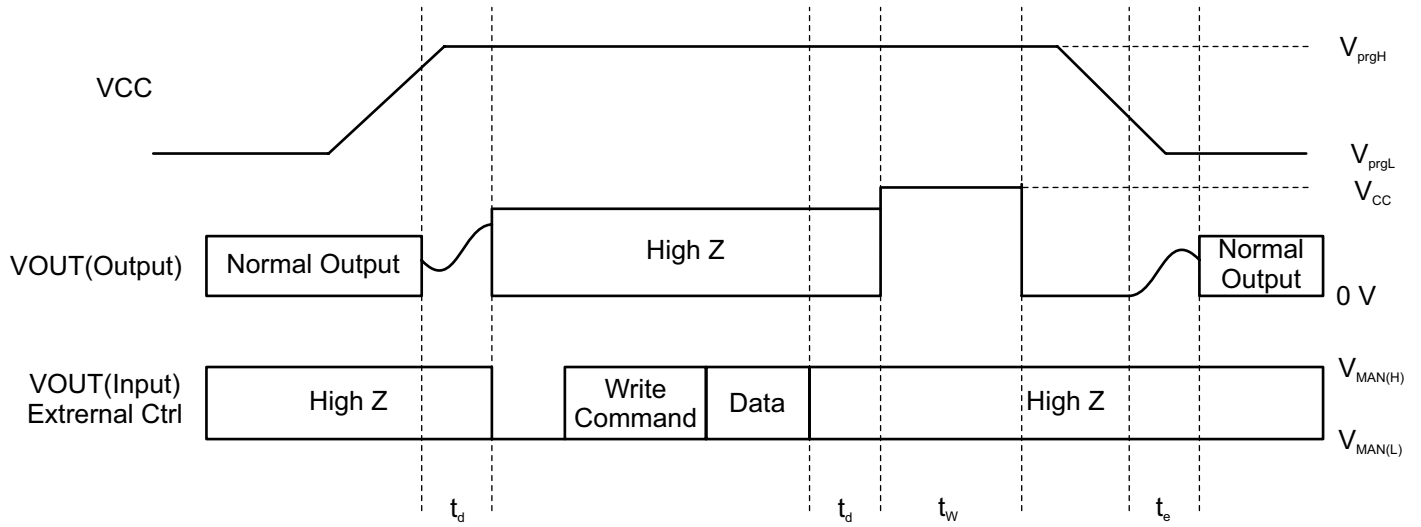 VCC
V_prgH
V_prgL
V_CC
VOUT(Output)
Normal Output
High Z
Normal
Output
0 V
VOUT(Input)
Extrernal Ctrl
High Z
Write
Command
Data
High Z
V_MAN(H)
V_MAN(L)
t_d
t_d
t_W
t_e